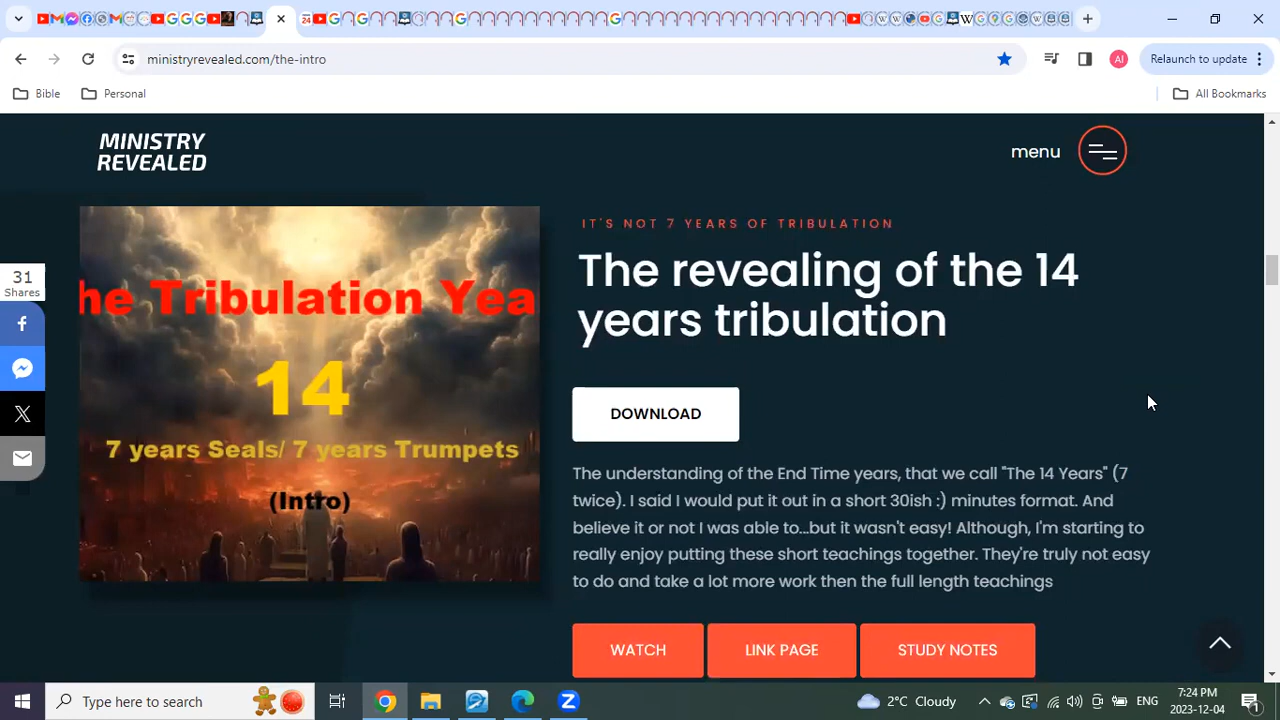 24
ministryrevealed.com/the-intro
AI
Relaunch to update
Bible
Personal
All Bookmarks
MINISTRY
REVEALED
menu
31
Shares
he Tribulation Yea
14
7 years Seals/ 7 years Trumpets
(Intro)
IT'S NOT 7 YEARS OF TRIBULATION
The revealing of the 14
years tribulation
DOWNLOAD
The understanding of the End Time years, that we call "The 14 Years" (7
twice). I said I would put it out in a short 30ish :) minutes format. And
believe it or not I was able to...but it wasn't easy! Although, I'm starting to
really enjoy putting these short teachings together. They're truly not easy
to do and take a lot more work then the full length teachings
WATCH
LINK PAGE
STUDY NOTES
Type here to search
2°C Cloudy
ENG
7:24 PM
2023-12-04
1